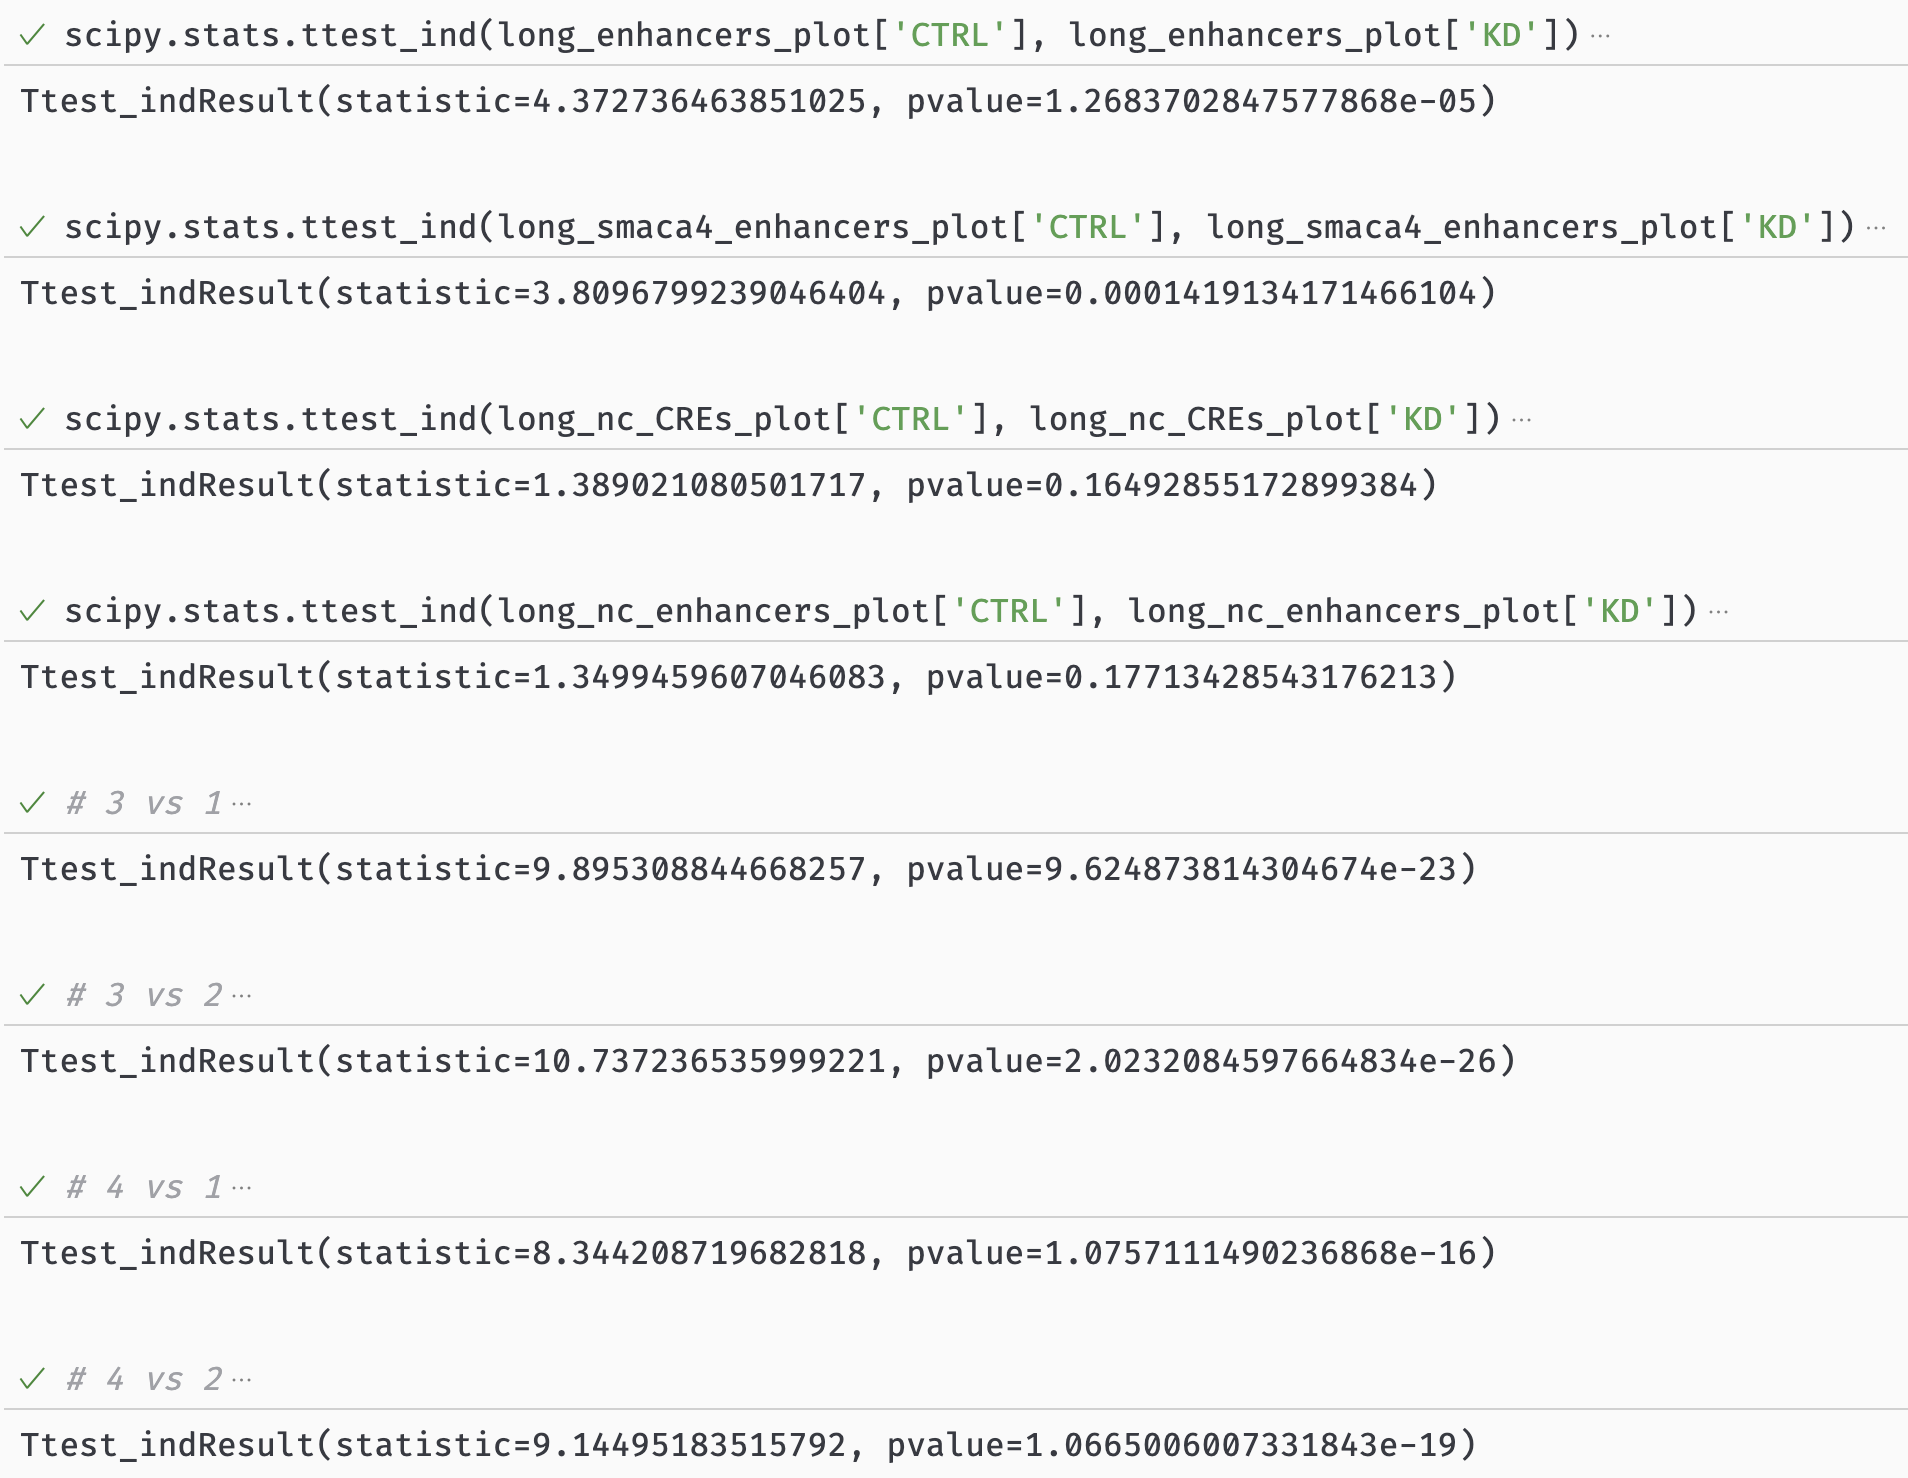 ✓ scipy.stats.ttest_ind(long_enhancers_plot['CTRL'], long_enhancers_plot['KD']) ···
Ttest_indResult(statistic=4.372736463851025, pvalue=1.2683702847577868e-05)
✓ scipy.stats.ttest_ind(long_smaca4_enhancers_plot['CTRL'], long_smaca4_enhancers_plot['KD']) ···
Ttest_indResult(statistic=3.8096799239046404, pvalue=0.0001419134171466104)
✓ scipy.stats.ttest_ind(long_nc_CREs_plot['CTRL'], long_nc_CREs_plot['KD']) ···
Ttest_indResult(statistic=1.389021080501717, pvalue=0.16492855172899384)
✓ scipy.stats.ttest_ind(long_nc_enhancers_plot['CTRL'], long_nc_enhancers_plot['KD']) ···
Ttest_indResult(statistic=1.3499459607046083, pvalue=0.17713428543176213)
✓ # 3 vs 1 ···
Ttest_indResult(statistic=9.895308844668257, pvalue=9.624873814304674e-23)
✓ # 3 vs 2 ···
Ttest_indResult(statistic=10.737236535999221, pvalue=2.0232084597664834e-26)
✓ # 4 vs 1 ···
Ttest_indResult(statistic=8.344208719682818, pvalue=1.0757111490236868e-16)
✓ # 4 vs 2 ···
Ttest_indResult(statistic=9.14495183515792, pvalue=1.0665006007331843e-19)